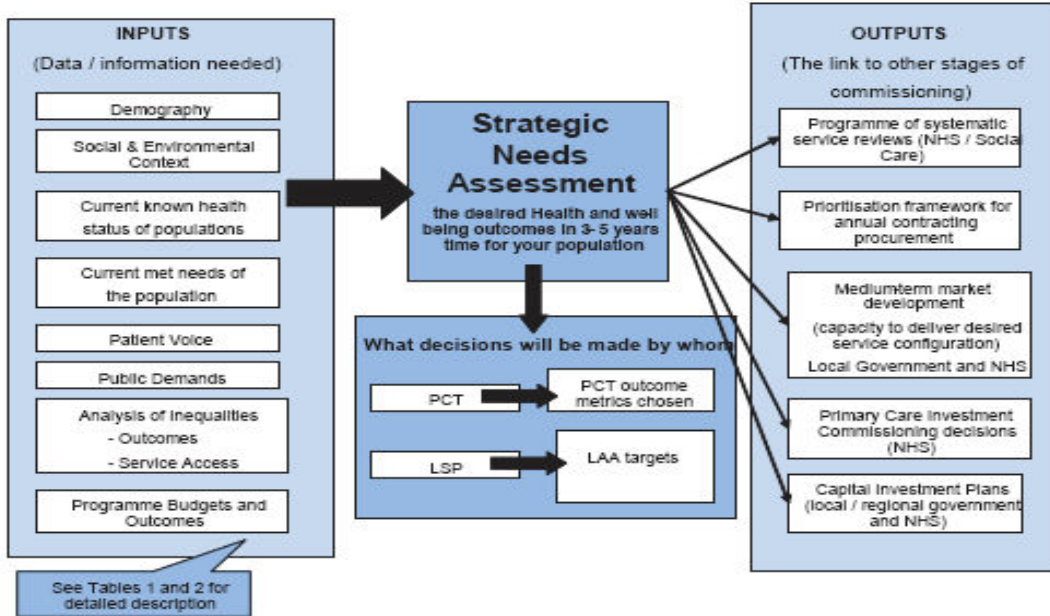 INPUTS
(Data / information needed)
Demography
Social & Environmental
Context
Current known health
status of populations
Current met needs of
the population
Patient Voice
Public Demands
Analysis of Inequalities
- Outcomes
- Service Access
Programme Budgets and
Outcomes
See Tables 1 and 2 for
detailed description
Strategic
Needs
Assessment
the desired Health and well
being outcomes in 3- 5 years
time for your population
What decisions will be made by whom
PCT
PCT outcome
metrics chosen
LSP
LAA targets
OUTPUTS
(The link to other stages of
commissioning)
Programme of systematic
service reviews (NHS / Social
Care)
Prioritisation framework for
annual contracting
procurement
Medium-term market
development
(capacity to deliver desired
service configuration)
Local Government and NHS
Primary Care Investment
Commissioning decisions
(NHS)
Capital Investment Plans
(local / regional government
and NHS)